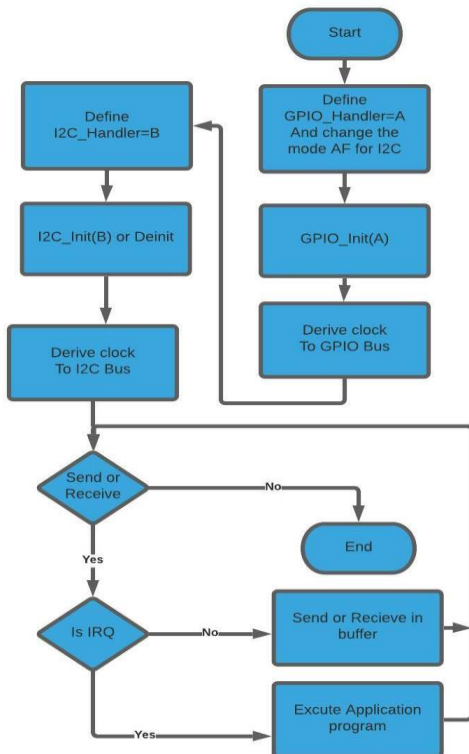 Start
Define
GPIO_Handler=A
And change the
mode AF for I2C
GPIO_Init(A)
Derive clock
To GPIO Bus
Define
I2C_Handler=B
I2C_Init(B) or Deinit
Derive clock
To I2C Bus
Send or
Receive
No
End
Yes
Is IRQ
No
Send or Recieve in
buffer
Yes
Excute Application
program